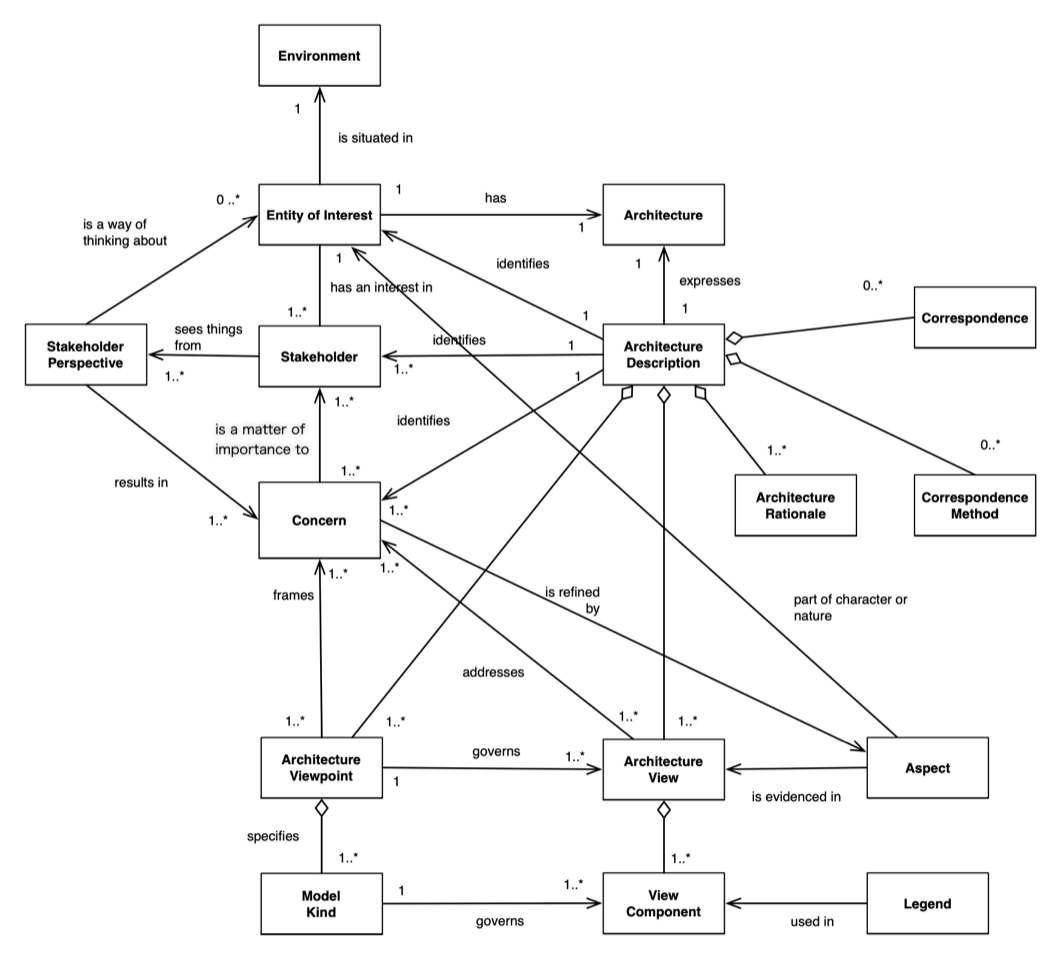 Environment
1
is situated in
0 ..*
1
has
Entity of Interest
Architecture
1
is a way of
thinking about
1
identifies
1
expresses
has an interest in
0..*
1..*
1
1
Correspondence
sees things
from
Stakeholder
Perspective
Stakeholder
identifies
1
Architecture
Description
1..*
1..*
1
1..*
is a matter of
importance to
identifies
1..*
1..*
0..*
results in
Concern
1..*
1..*
Architecture
Rationale
Correspondence
Method
1..*
1..*
frames
is refined
by
part of character or
nature
addresses
1..*
1..*
1..*
1..*
Architecture
Viewpoint
governs
1..*
1
Architecture
View
Aspect
is evidenced in
specifies
1..*
1..*
Model
Kind
1
1..*
governs
View
Component
Legend
used in